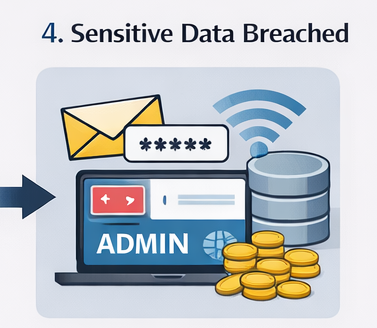 4. Sensitive Data Breached
*****
ADMIN